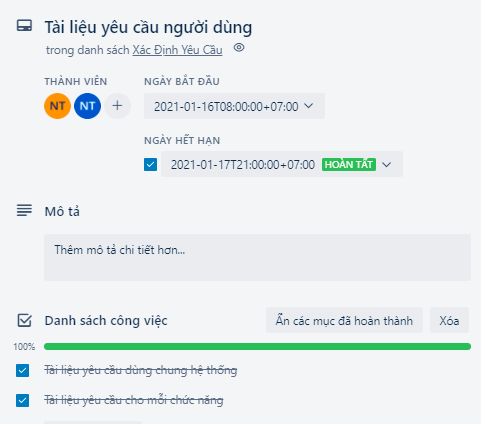 Tài liệu yêu cầu người dùng
trong danh sách Xác Định Yêu Cầu
THÀNH VIÊN
NGÀY BẮT ĐẦU
NT NT +
2021-01-16T08:00:00+07:00
NGÀY HẾT HẠN
2021-01-17T21:00:00+07:00 HOÀN TẤT
Mô tả
Thêm mô tả chi tiết hơn...
Danh sách công việc
Ẩn các mục đã hoàn thành
Xóa
100%
Tài liệu yêu cầu dùng chung hệ thống
Tài liệu yêu cầu cho mỗi chức năng